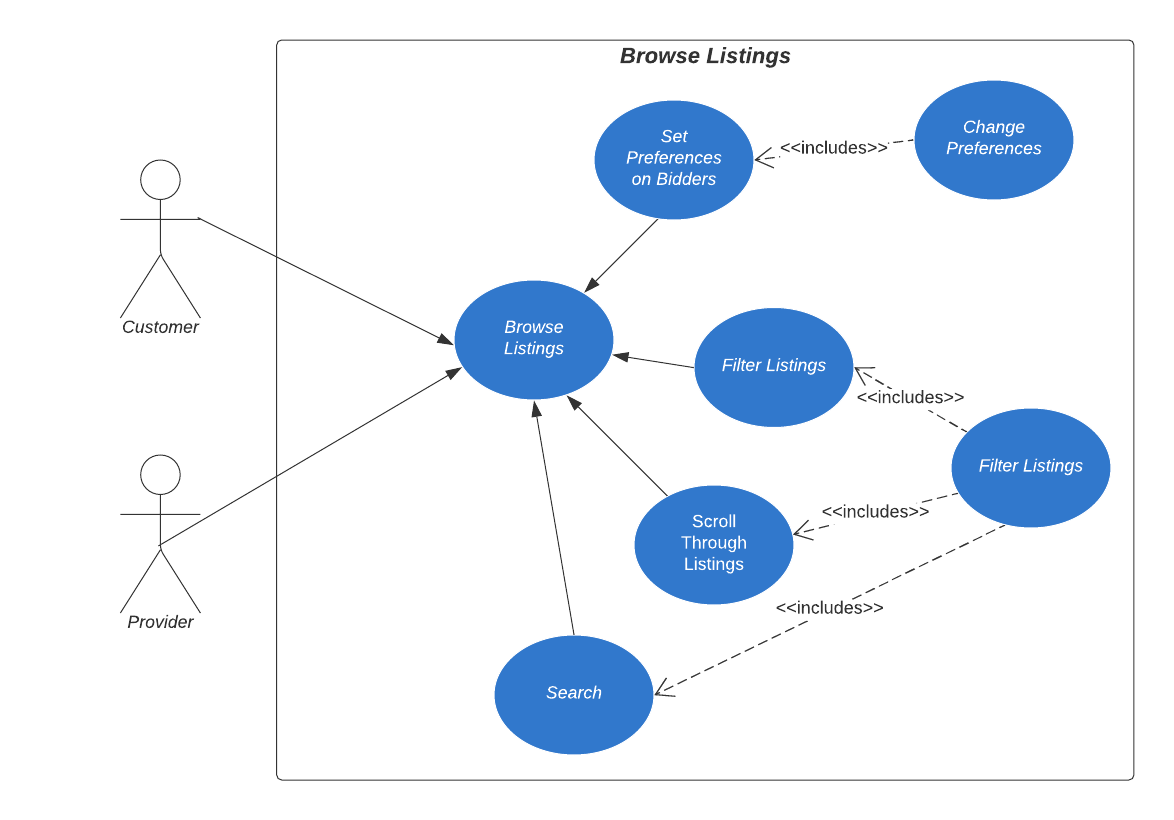 Browse Listings
Set
Preferences
on Bidders
<<includes>>
Change
Preferences
Customer
Browse
Listings
Filter Listings
<<includes>>
Filter Listings
Scroll
Through
Listings
<<includes>>
<<includes>>
Provider
Search